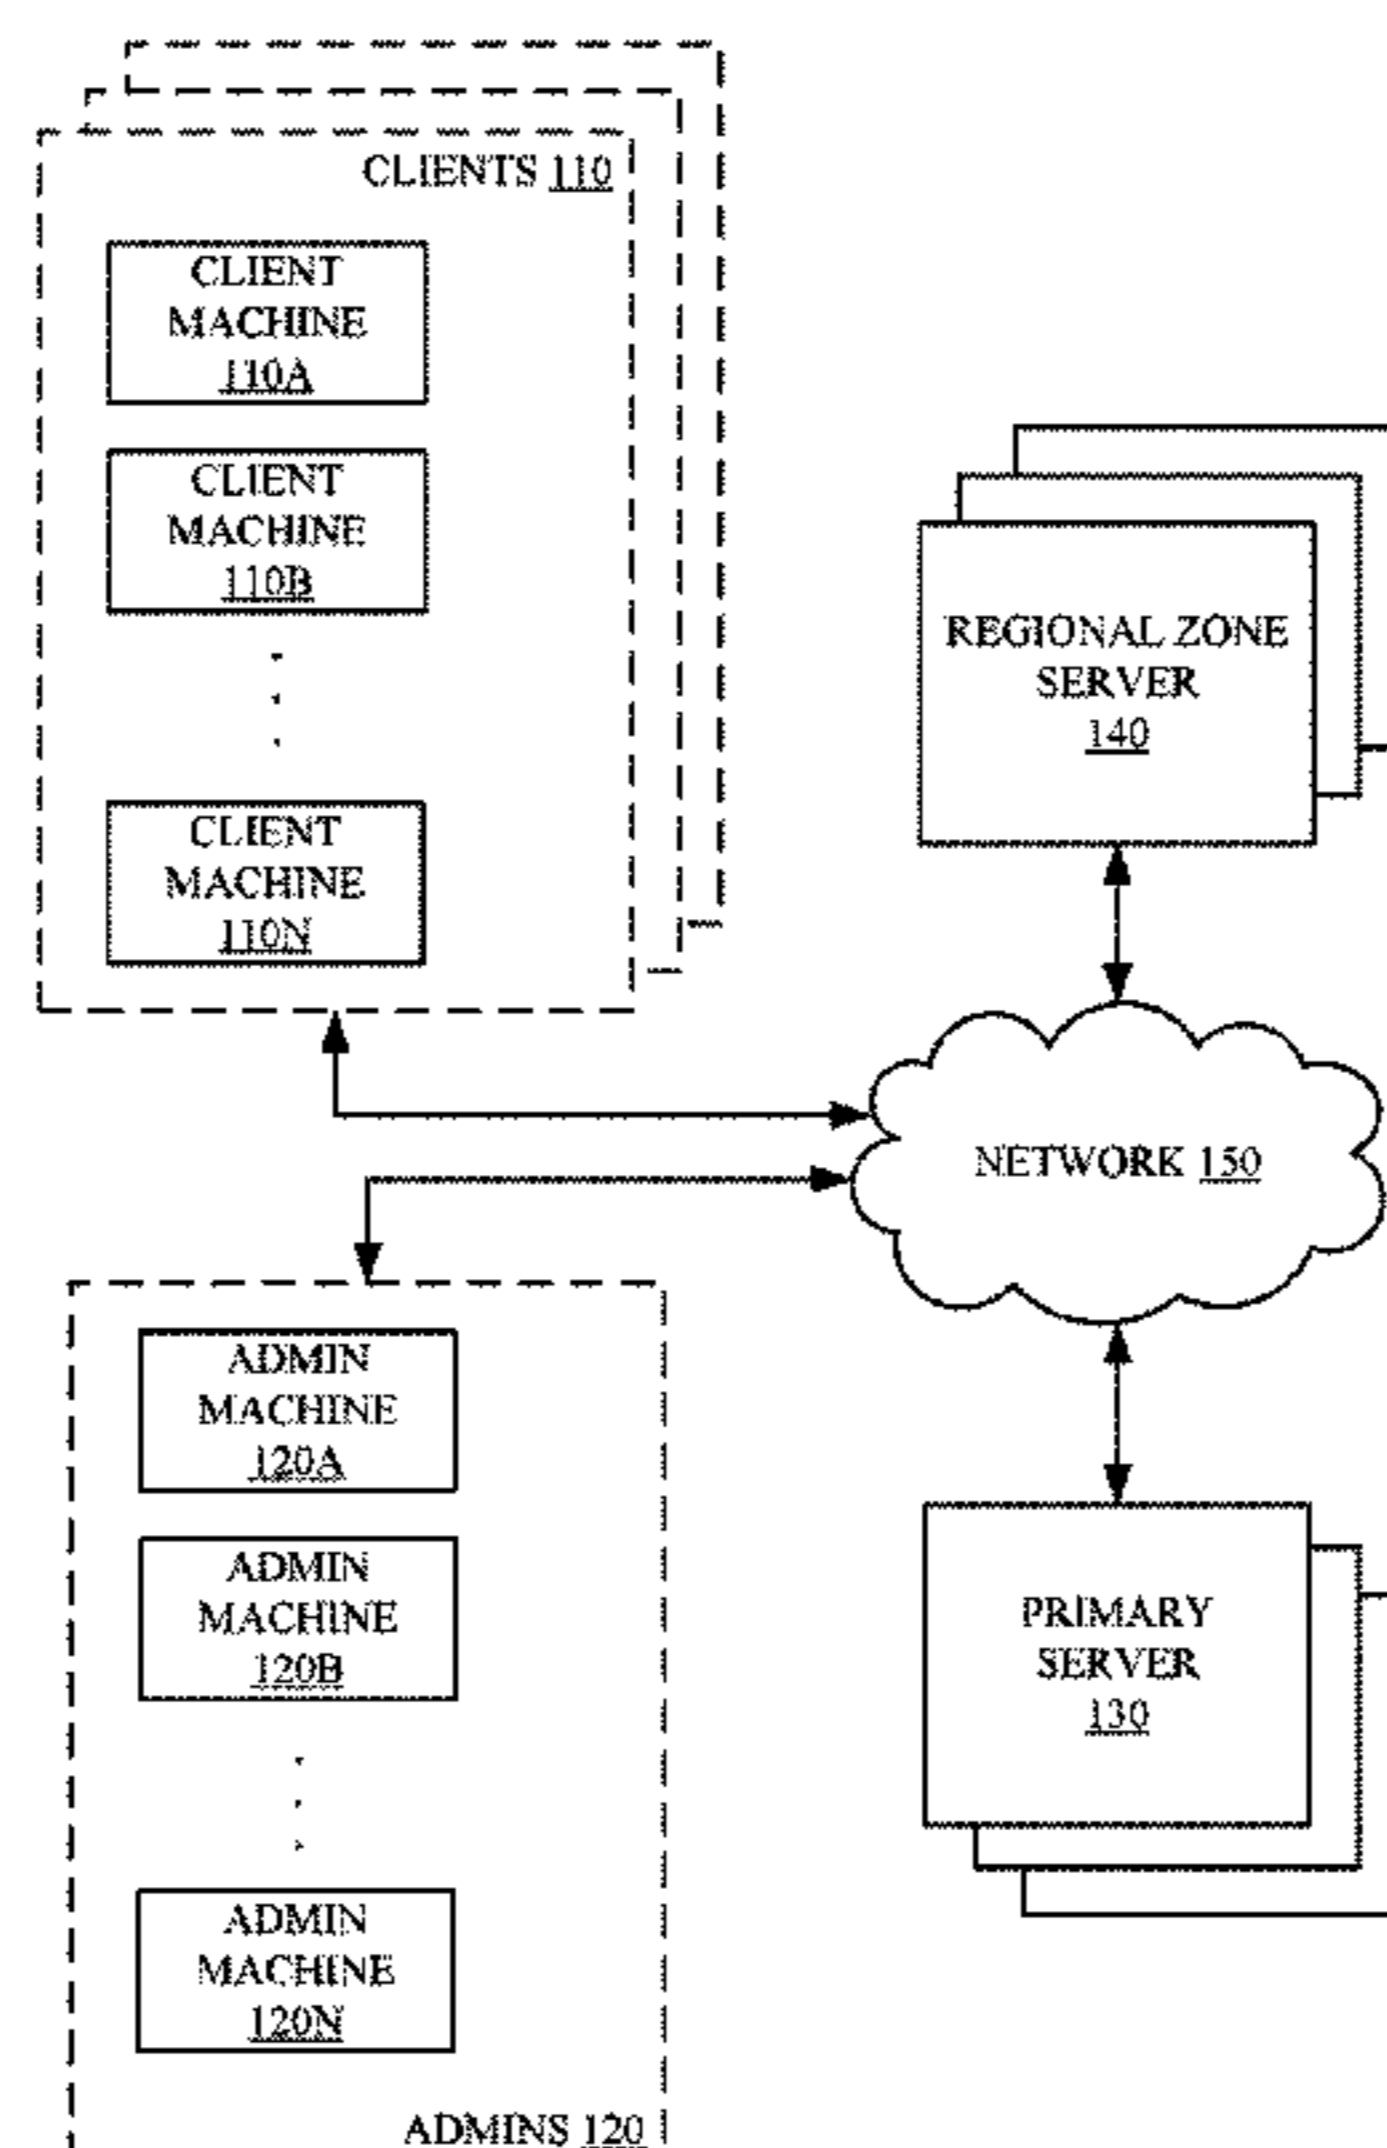 CLIENTS 110
CLIENT
MACHINE
110A
CLIENT
MACHINE
110B
CLIENT
MACHINE
110N
REGIONAL ZONE
SERVER
140
NETWORK 150
ADMIN
MACHINE
120A
ADMIN
MACHINE
120B
ADMIN
MACHINE
120N
ADMINS 120
PRIMARY
SERVER
130